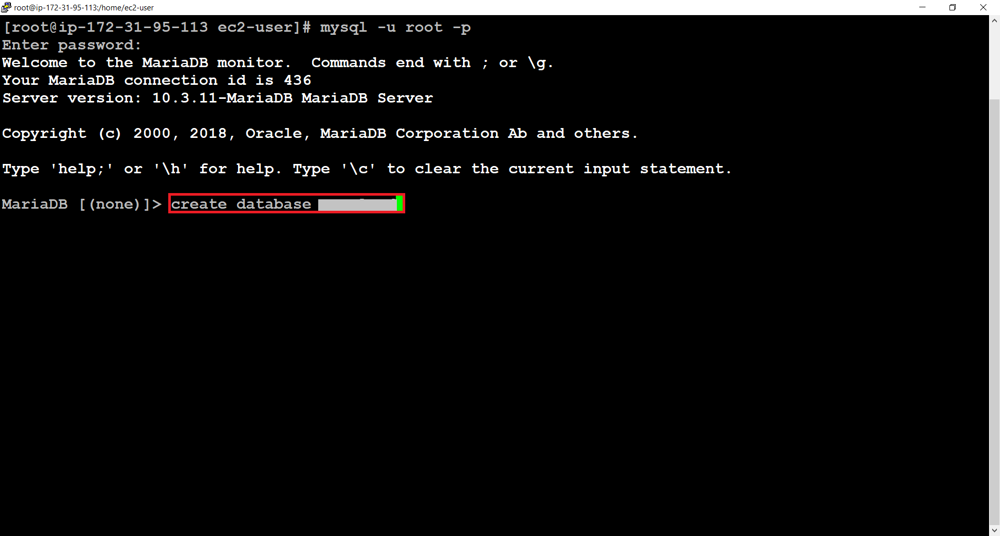 root@ip-172-31-95-113:/home/ec2-user
[root@ip-172-31-95-113 ec2-user]# mysql -u root -p
Enter password:
Welcome to the MariaDB monitor.  Commands end with ; or \g.
Your MariaDB connection id is 436
Server version: 10.3.11-MariaDB MariaDB Server
Copyright (c) 2000, 2018, Oracle, MariaDB Corporation Ab and others.
Type 'help;' or '\h' for help. Type '\c' to clear the current input statement.
MariaDB [(none)]> create database